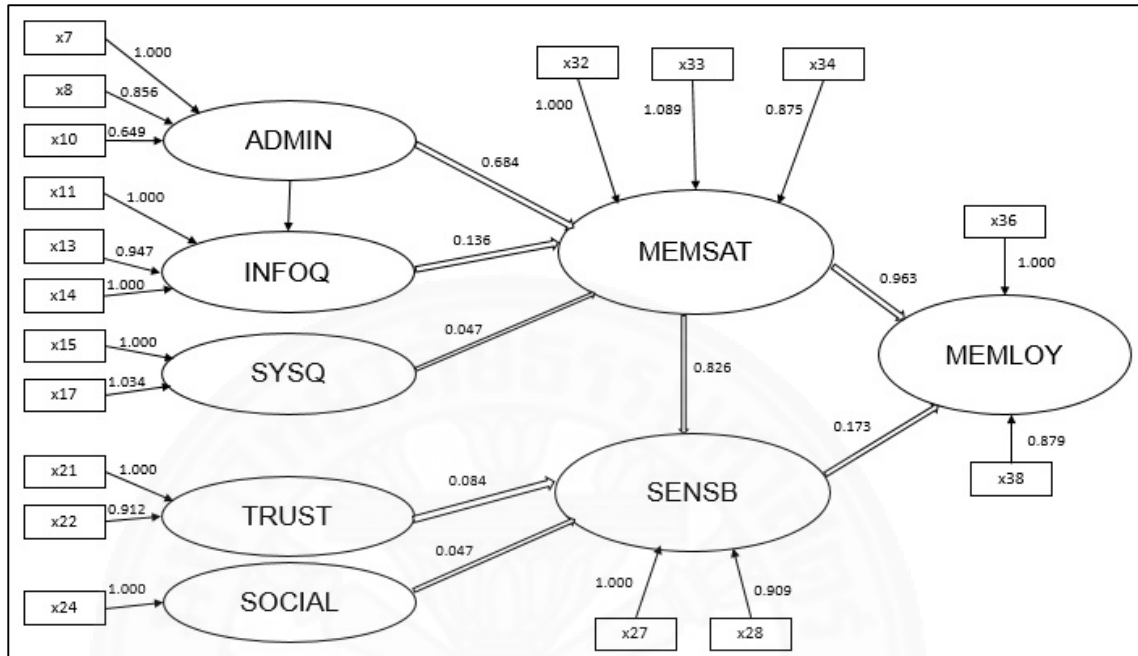 x7
1.000
x8
0.856
x10
0.649
ADMIN
x11
1.000
x13
0.947
x14
1.000
INFOQ
x15
1.000
x17
1.034
SYSQ
x21
1.000
x22
0.912
TRUST
x24
1.000
SOCIAL
0.684
0.136
0.047
0.084
0.047
x32
1.000
x33
1.089
x34
0.875
MEMSAT
0.826
SENSB
1.000
x27
0.909
x28
0.963
0.173
x36
1.000
MEMLOY
0.879
x38